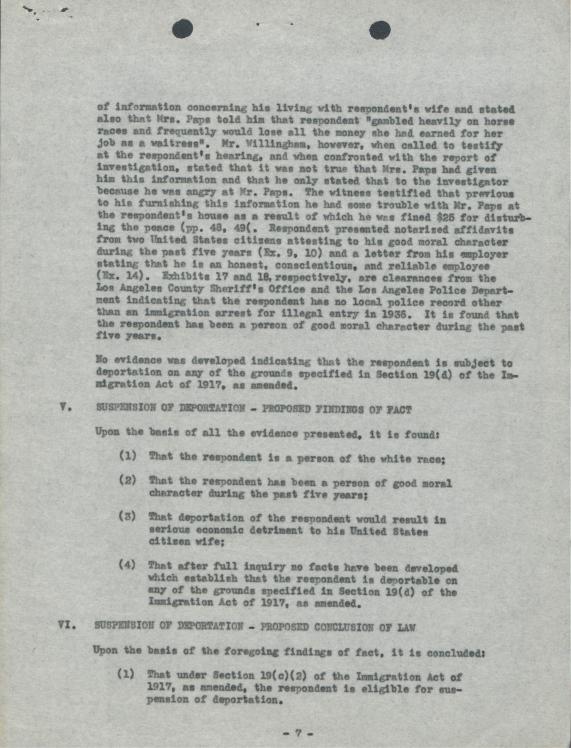 of information concerning his living with respondent's wife and stated
also that Mrs. Paps told him that respondent "gambled heavily on horse
races and frequently would lose all the money she had earned for her
job as a waitress". Mr. Willingham, however, when called to testify
at the respondent's hearing, and when confronted with the report of
investigation, stated that it was not true that Mrs. Paps had given
him this information and that he only stated that to the investigator
because he was angry at Mr. Paps. The witness testified that previous
to his furnishing this information he had some trouble with Mr. Paps at
the respondent's house as a result of which he was fined $25 for disturb-
ing the peace (pp. 48, 49(. Respondent presented notarized affidavits
from two United States citizens attesting to his good moral character
during the past five years (Ex. 9, 10) and a letter from his employer
stating that he is an honest, conscientious, and reliable employee
(Ex. 14). Exhibits 17 and 18, respectively, are clearances from the
Los Angeles County Sheriff's Office and the Los Angeles Police Depart-
ment indicating that the respondent has no local police record other
than an immigration arrest for illegal entry in 1936. It is found that
the respondent has been a person of good moral character during the past
five years.
No evidence was developed indicating that the respondent is subject to
deportation on any of the grounds specified in Section 19(d) of the Im-
migration Act of 1917, as amended.
V. SUSPENSION OF DEPORTATION - PROPOSED FINDINGS OF FACT
Upon the basis of all the evidence presented, it is found:
(1) That the respondent is a person of the white race;
(2) That the respondent has been a person of good moral
character during the past five years;
(3) That deportation of the respondent would result in
serious economic detriment to his United States
citizen wife;
(4) That after full inquiry no facts have been developed
which establish that the respondent is deportable on
any of the grounds specified in Section 19(d) of the
Immigration Act of 1917, as amended.
VI. SUSPENSION OF DEPORTATION - PROPOSED CONCLUSION OF LAW
Upon the basis of the foregoing findings of fact, it is concluded:
(1) That under Section 19(c)(2) of the Immigration Act of
1917, as amended, the respondent is eligible for sus-
pension of deportation.
- 7 -